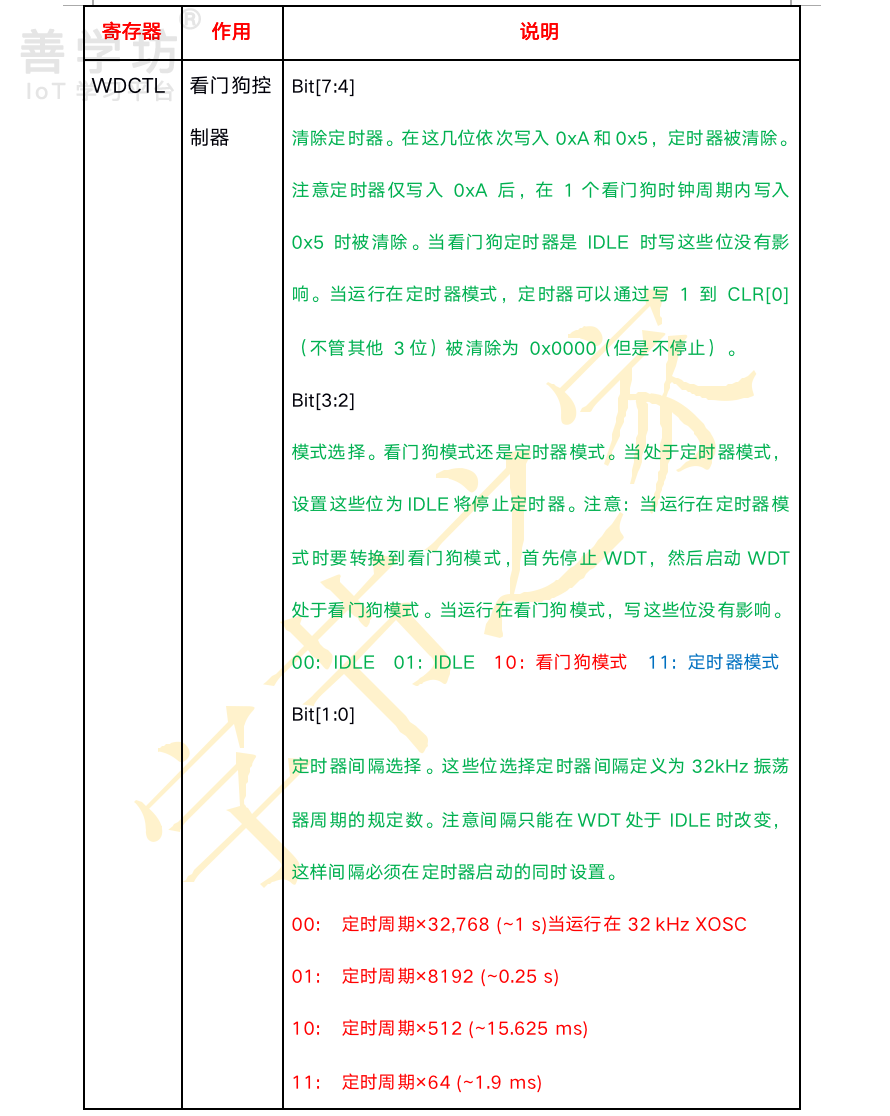 善学坊®
IoT 学习平台
寄存器 作用 说明
WDCTL 看门狗控制器 Bit[7:4]
清除定时器。在这几位依次写入 0xA 和 0x5，定时器被清除。
注意定时器仅写入 0xA 后，在 1 个看门狗时钟周期内写入
0x5 时被清除。当看门狗定时器是 IDLE 时写这些位没有影
响。当运行在定时器模式，定时器可以通过写 1 到 CLR[0]
（不管其他 3 位）被清除为 0x0000（但是不停止）。
Bit[3:2]
模式选择。看门狗模式还是定时器模式。当处于定时器模式，
设置这些位为 IDLE 将停止定时器。注意：当运行在定时器模
式时要转换到看门狗模式，首先停止 WDT，然后启动 WDT
处于看门狗模式。当运行在看门狗模式，写这些位没有影响。
00：IDLE 01：IDLE 10：看门狗模式 11：定时器模式
Bit[1:0]
定时器间隔选择。这些位选择定时器间隔定义为 32kHz 振荡
器周期的规定数。注意间隔只能在 WDT 处于 IDLE 时改变，
这样间隔必须在定时器启动的同时设置。
00： 定时周期×32,768 (~1 s)当运行在 32 kHz XOSC
01： 定时周期×8192 (~0.25 s)
10： 定时周期×512 (~15.625 ms)
11： 定时周期×64 (~1.9 ms)
字节之家